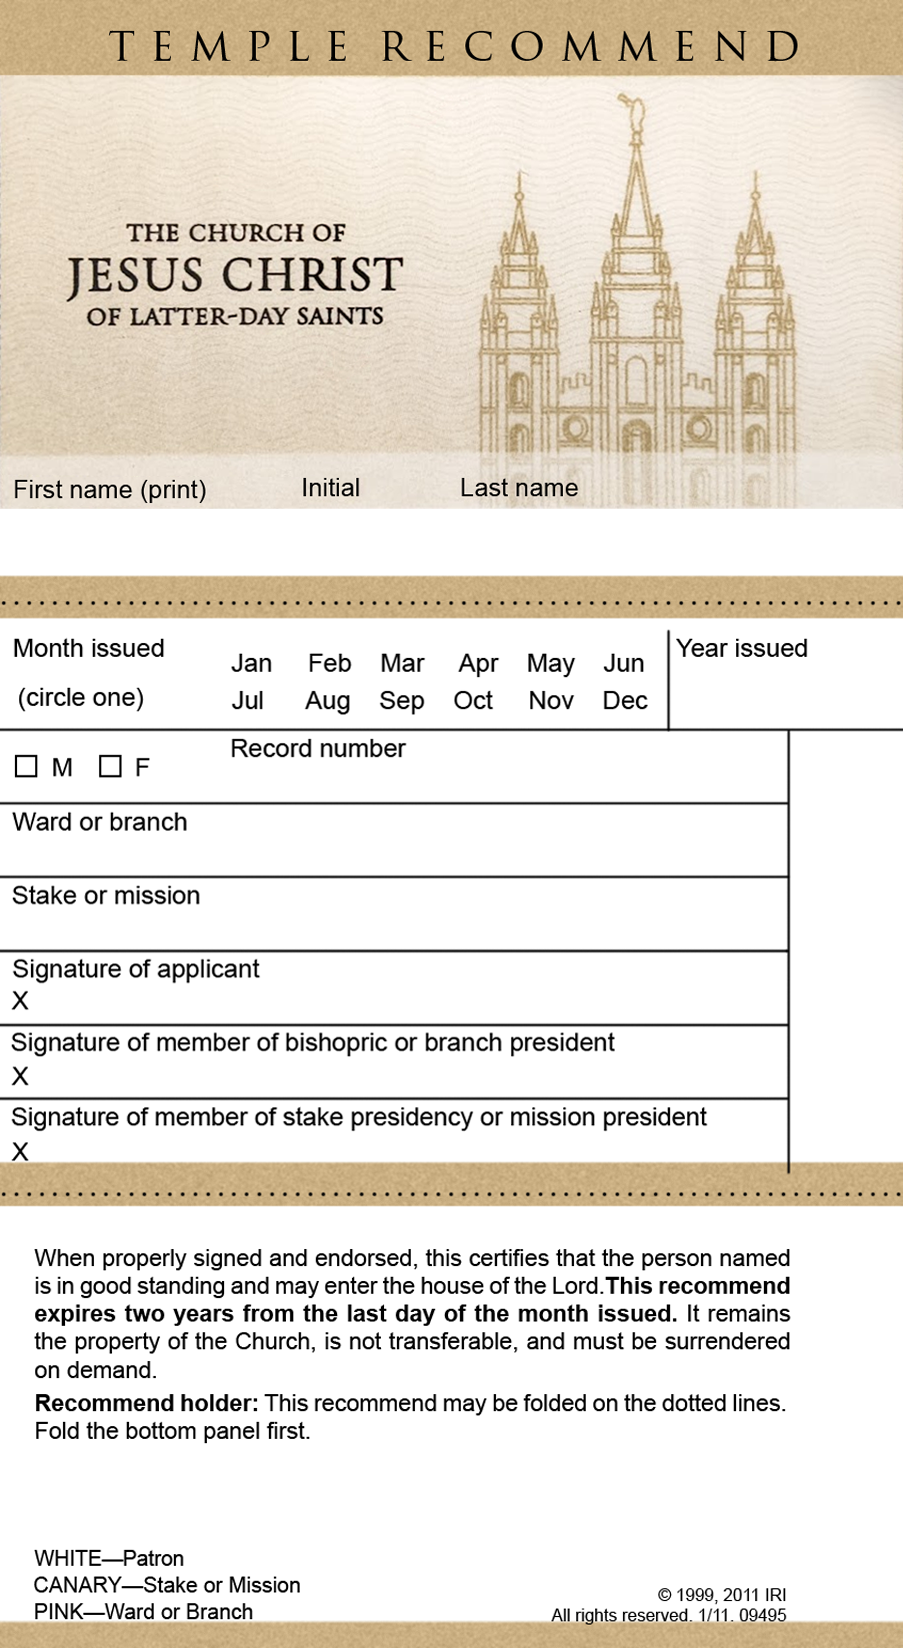 TEMPLE RECOMMEND
THE CHURCH OF
JESUS CHRIST
OF LATTER-DAY SAINTS
First name (print) Initial Last name
Month issued
(circle one)
Jan Feb Mar Apr May Jun
Jul Aug Sep Oct Nov Dec
Year issued
M F
Record number
Ward or branch
Stake or mission
Signature of applicant
X
Signature of member of bishopric or branch president
X
Signature of member of stake presidency or mission president
X
When properly signed and endorsed, this certifies that the person named
is in good standing and may enter the house of the Lord.This recommend
expires two years from the last day of the month issued. It remains
the property of the Church, is not transferable, and must be surrendered
on demand.
Recommend holder: This recommend may be folded on the dotted lines.
Fold the bottom panel first.
WHITE—Patron
CANARY—Stake or Mission
PINK—Ward or Branch
© 1999, 2011 IRI
All rights reserved. 1/11. 09495